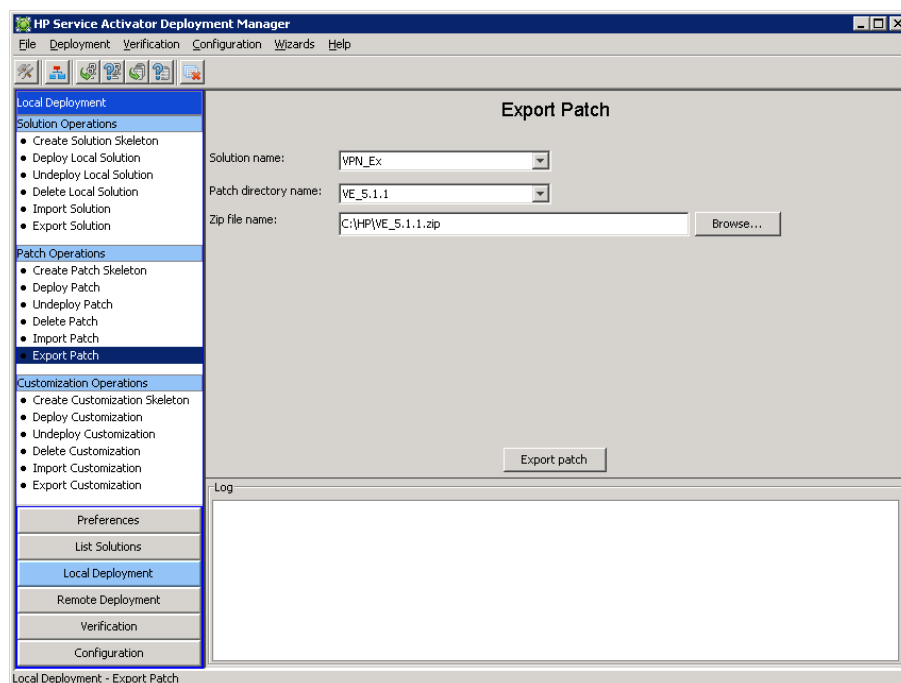 HP Service Activator Deployment Manager
File Deployment Verification Configuration Wizards Help
Local Deployment
Solution Operations
• Create Solution Skeleton
• Deploy Local Solution
• Undeploy Local Solution
• Delete Local Solution
• Import Solution
• Export Solution
Patch Operations
• Create Patch Skeleton
• Deploy Patch
• Undeploy Patch
• Delete Patch
• Import Patch
• Export Patch
Customization Operations
• Create Customization Skeleton
• Deploy Customization
• Undeploy Customization
• Delete Customization
• Import Customization
• Export Customization
Preferences
List Solutions
Local Deployment
Remote Deployment
Verification
Configuration
Export Patch
Solution name: VPN_Ex
Patch directory name: VE_5.1.1
Zip file name: C:\HP\VE_5.1.1.zip Browse...
Export patch
Log
Local Deployment - Export Patch